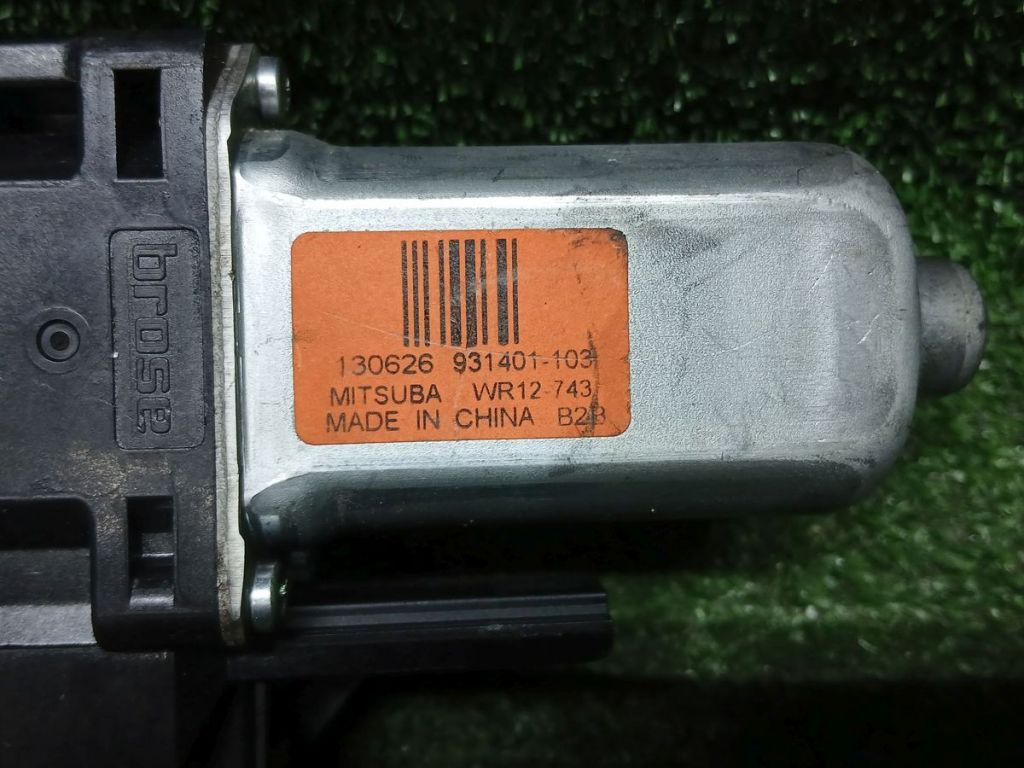 brose
130626 931401-103
MITSUBA WR12-743
MADE IN CHINA B2B